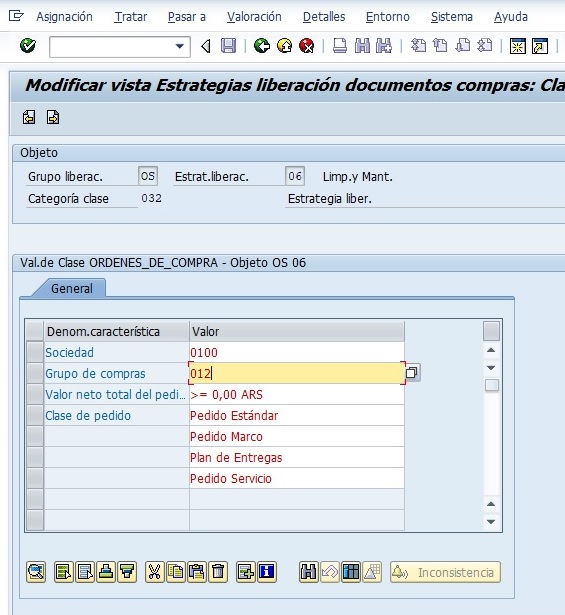 Asignación Tratar Pasar a Valoración Detalles Entorno Sistema Ayuda
Modificar vista Estrategias liberación documentos compras: Cla
Objeto
Grupo liberac. OS Estrat.liberac. 06 Limp.y Mant.
Categoría clase 032 Estrategia liber.
Val.de Clase ORDENES_DE_COMPRA - Objeto OS 06
General
Denom.característica Valor
Sociedad 0100
Grupo de compras 012
Valor neto total del pedi... >= 0,00 ARS
Clase de pedido Pedido Estándar
Pedido Marco
Plan de Entregas
Pedido Servicio
Inconsistencia